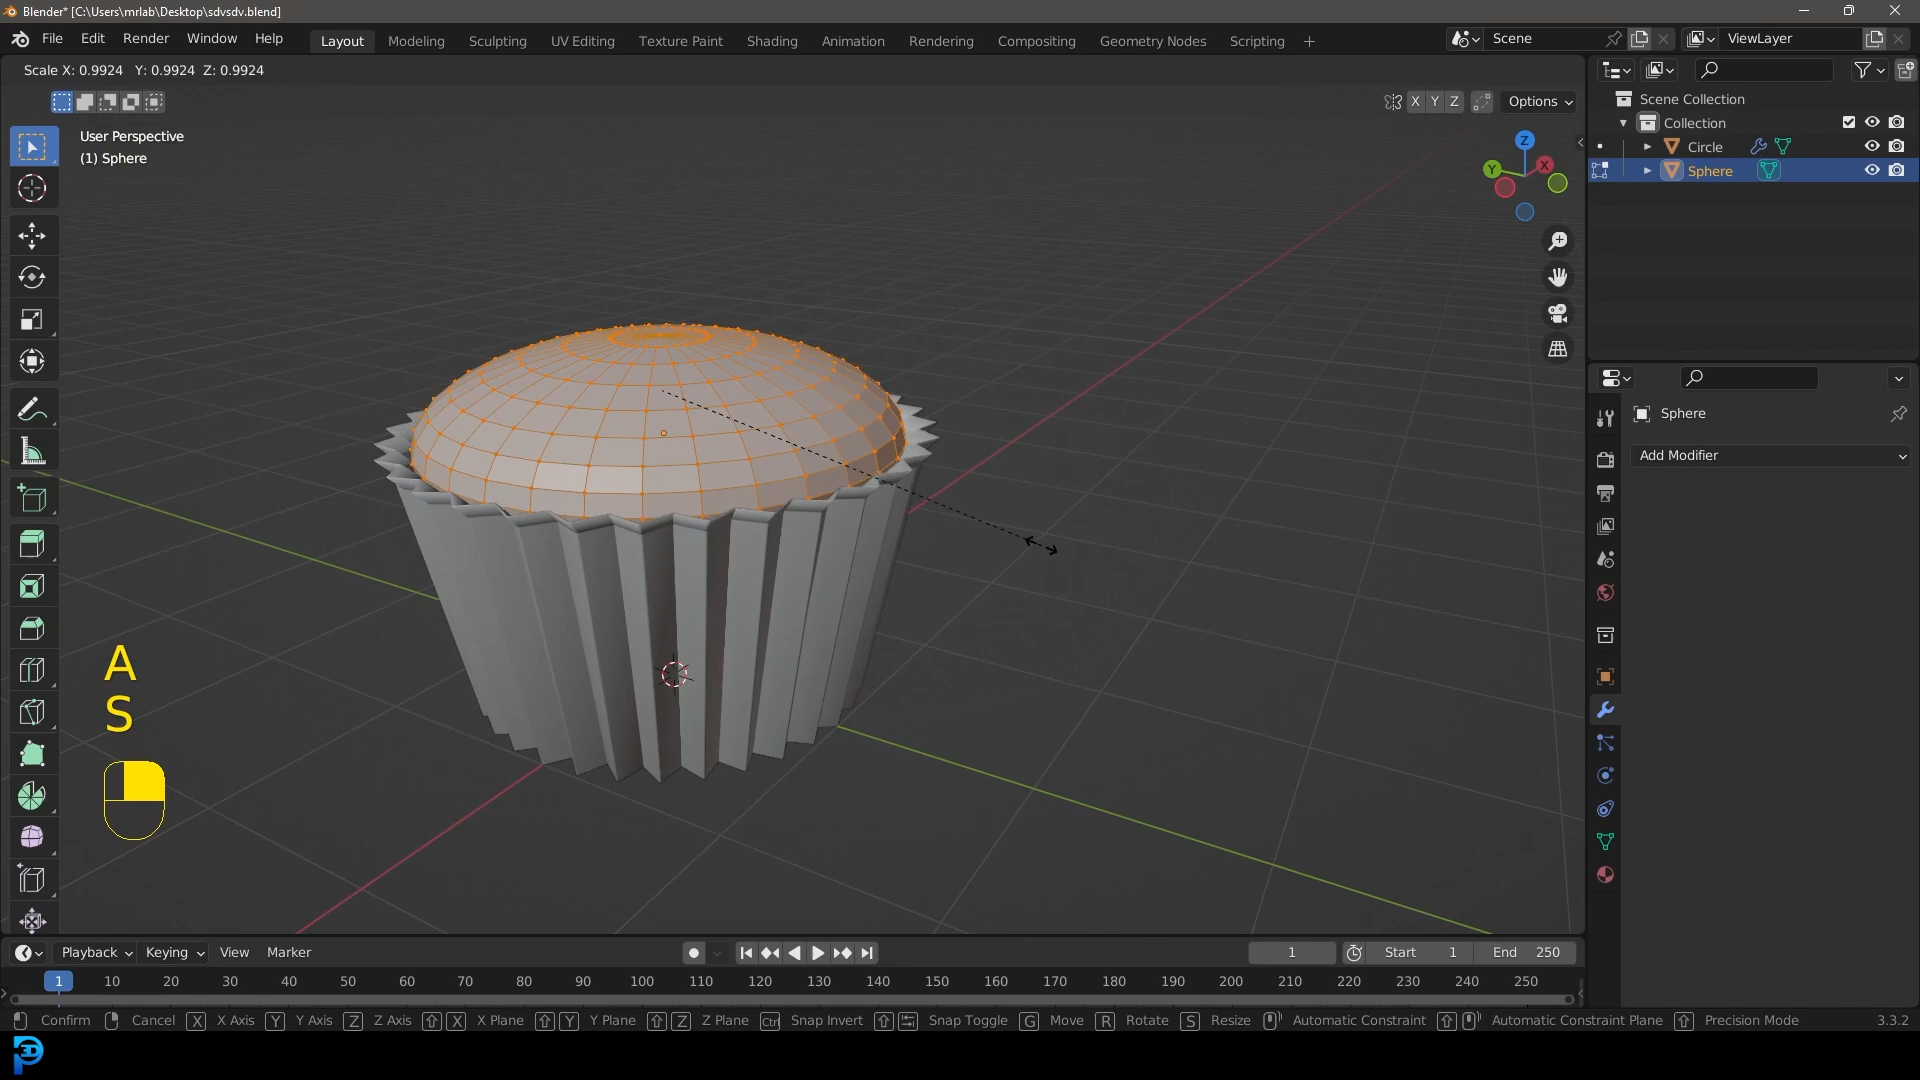 Blender* [C:\Users\mrlab\Desktop\sdvsdv.blend]
File Edit Render Window Help
Layout Modeling Sculpting UV Editing Texture Paint Shading Animation Rendering Compositing Geometry Nodes Scripting +
Scene
ViewLayer
Scale X: 0.9924 Y: 0.9924 Z: 0.9924
X Y Z
Options
User Perspective
(1) Sphere
Z
Y
X
Scene Collection
Collection
Circle
Sphere
Sphere
Add Modifier
A
S
Playback Keying View Marker
1
Start 1
End 250
1 10 20 30 40 50 60 70 80 90 100 110 120 130 140 150 160 170 180 190 200 210 220 230 240 250
Confirm Cancel X X Axis Y Y Axis Z Z Axis X X Plane Y Y Plane Z Z Plane Ctrl Snap Invert Snap Toggle G Move R Rotate S Resize Automatic Constraint Automatic Constraint Plane Precision Mode 3.3.2
3D